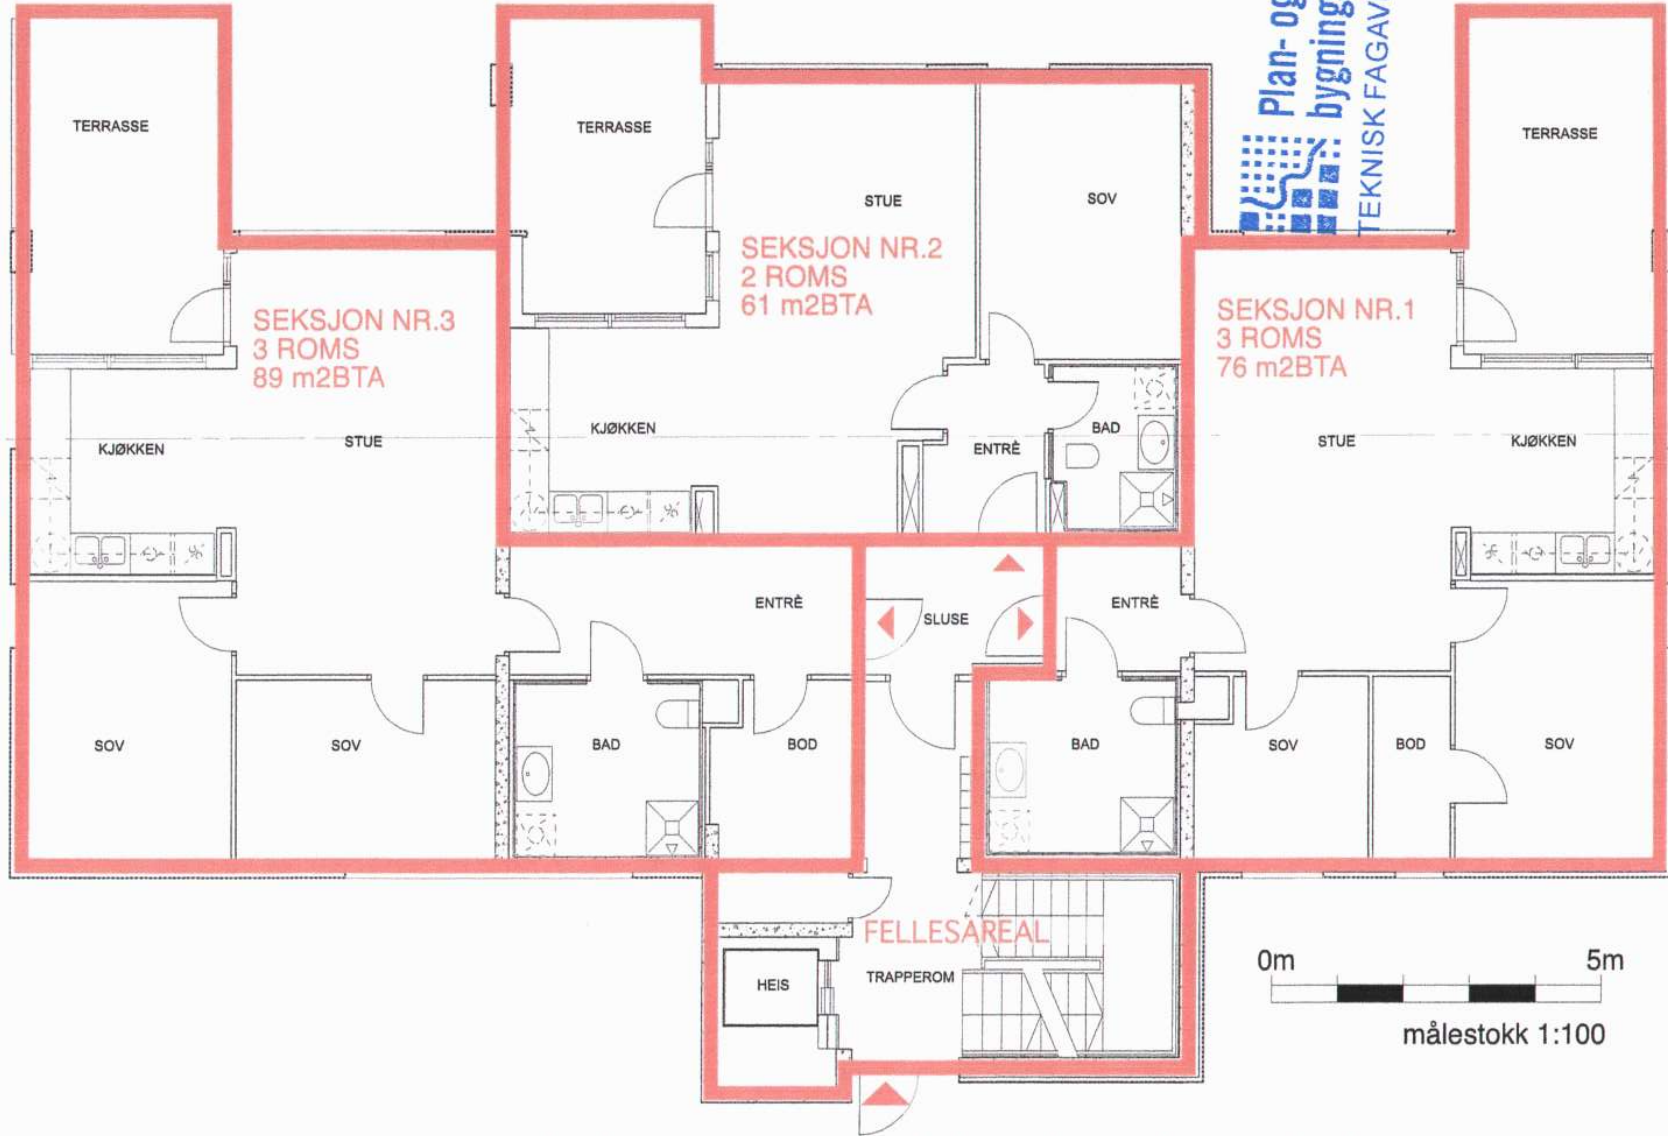 Plan- og
bygning
TEKNISK FAGAV
TERRASSE
TERRASSE
TERRASSE
STUE
SOV
SEKSJON NR.2
2 ROMS
61 m2BTA
SEKSJON NR.3
3 ROMS
89 m2BTA
SEKSJON NR.1
3 ROMS
76 m2BTA
KJØKKEN
STUE
KJØKKEN
ENTRÈ
BAD
STUE
KJØKKEN
ENTRÈ
SLUSE
ENTRÈ
SOV
SOV
BAD
BOD
BAD
SOV
BOD
SOV
FELLESAREAL
HEIS
TRAPPEROM
0m 5m
målestokk 1:100